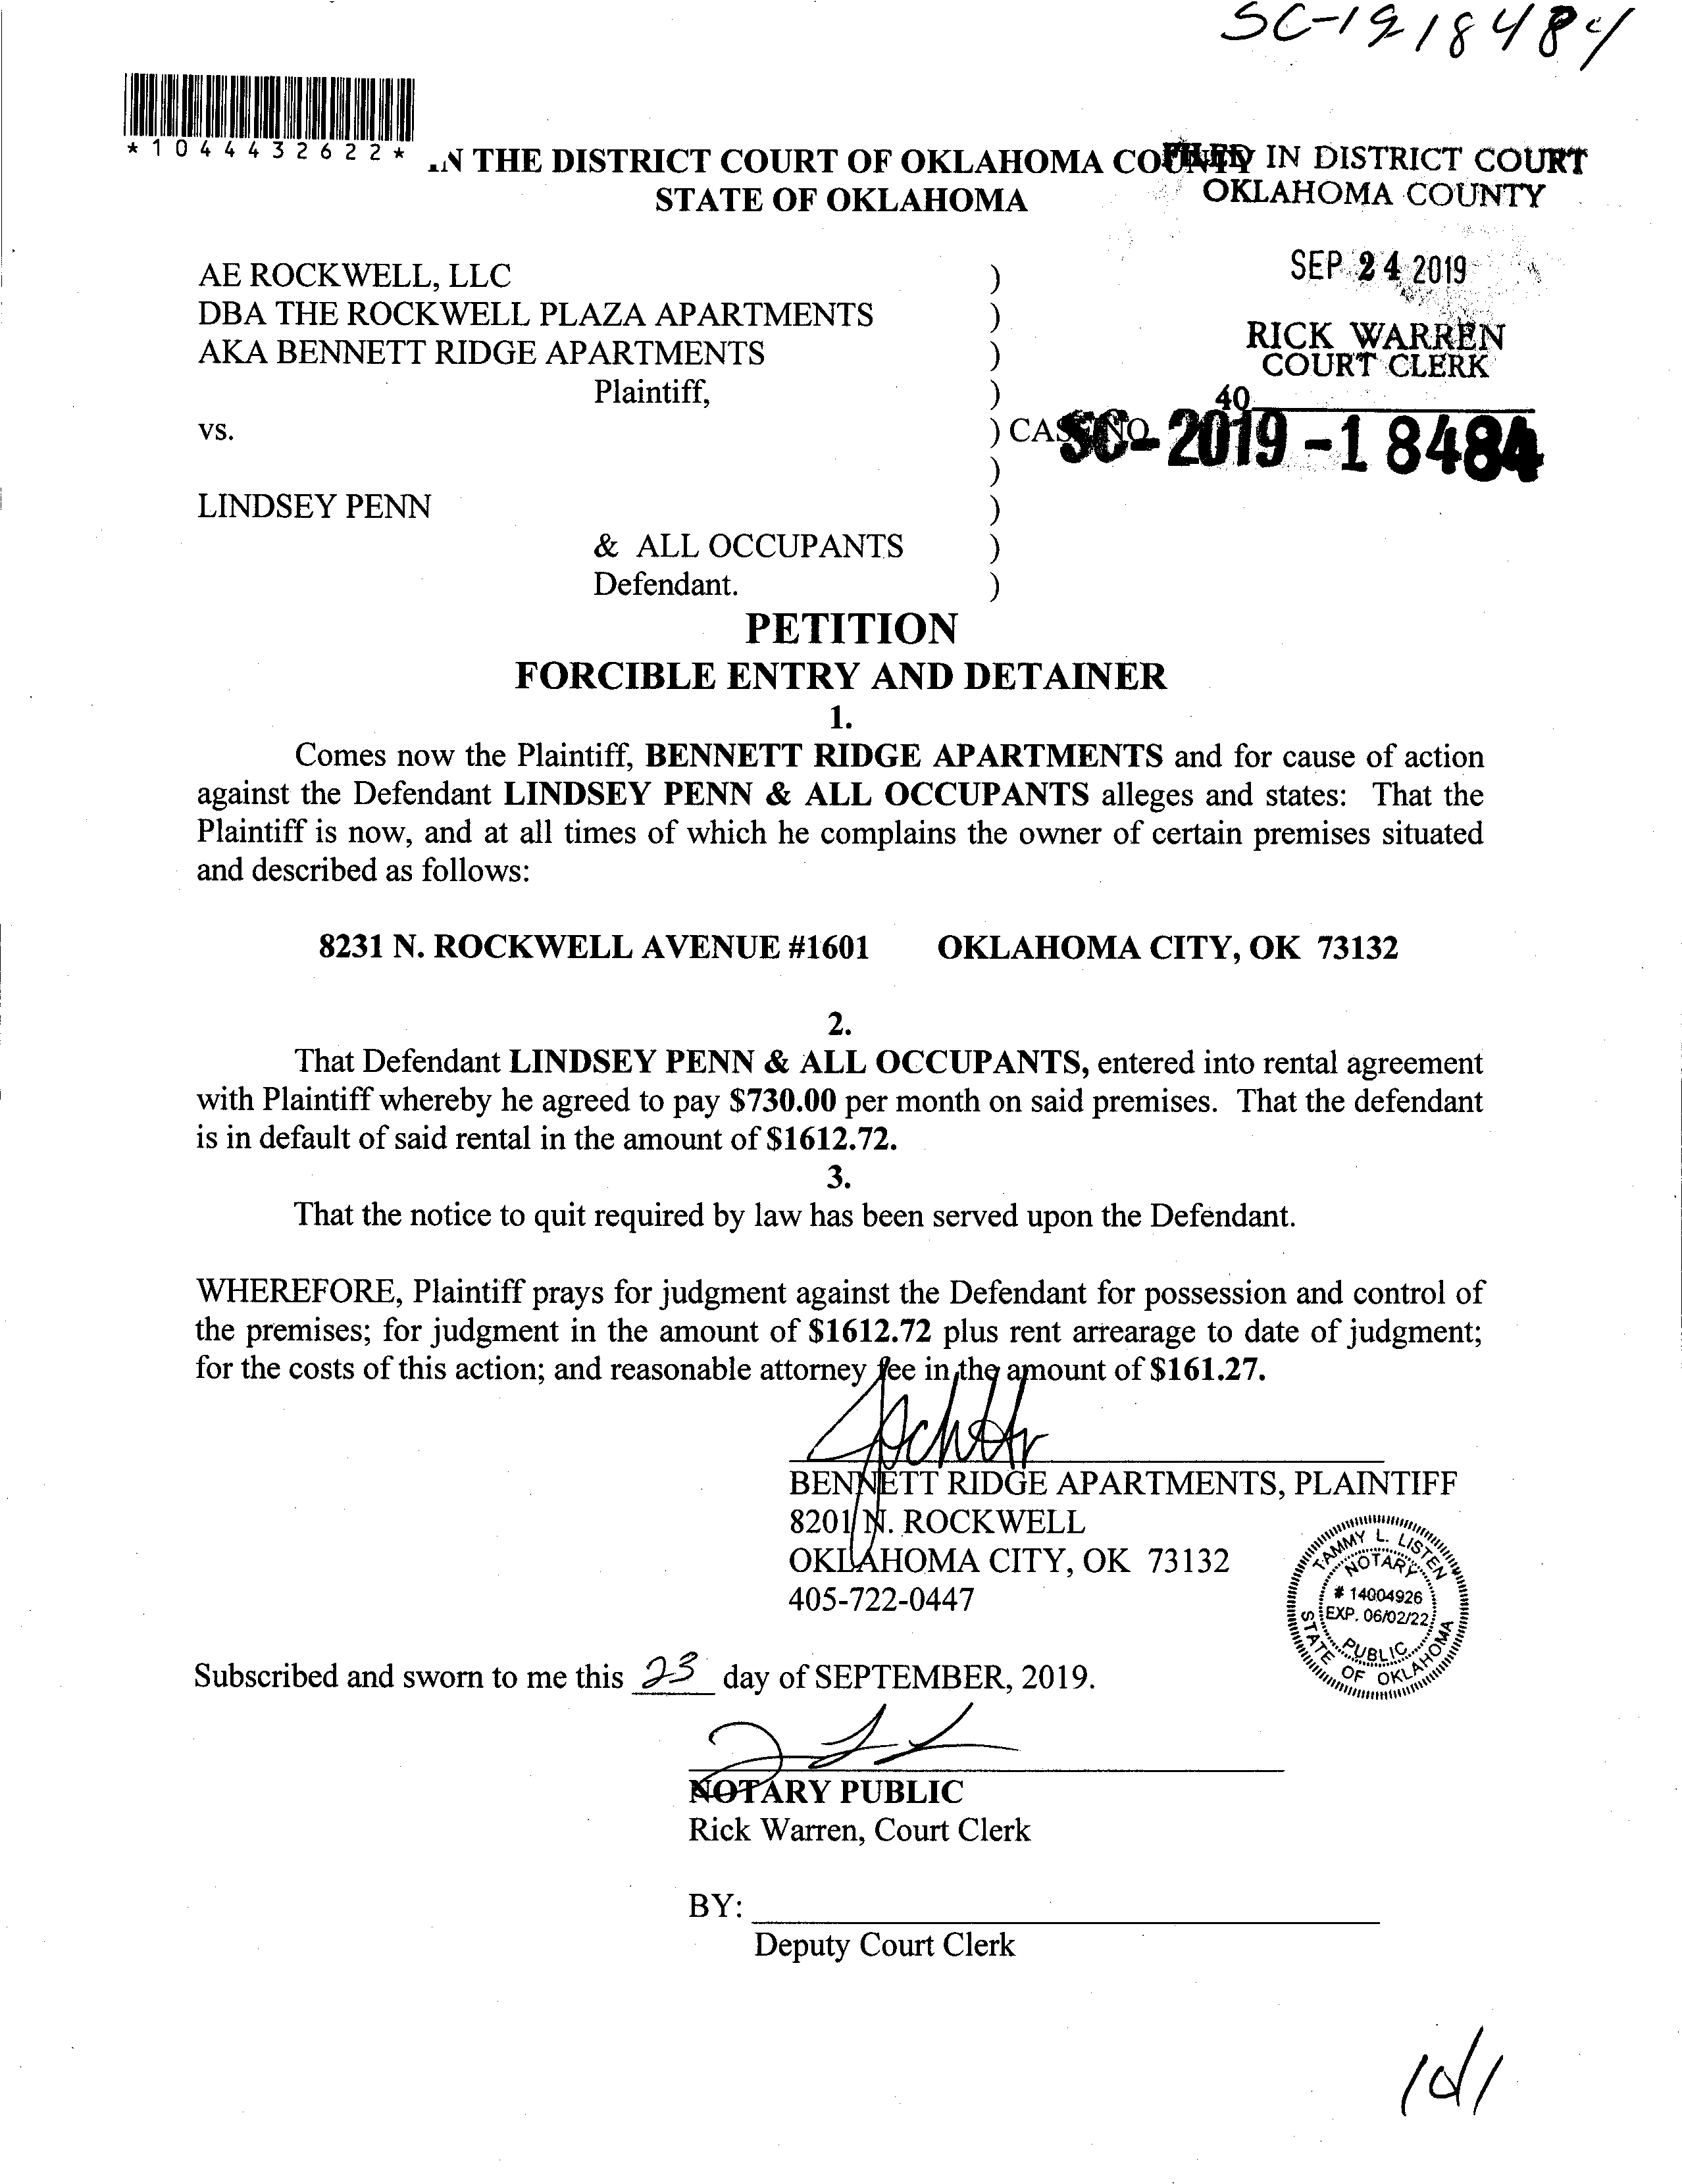 SC-1918484
*1044432622*
IN THE DISTRICT COURT OF OKLAHOMA COUNTY
STATE OF OKLAHOMA
FILED IN DISTRICT COURT
OKLAHOMA COUNTY
SEP 24 2019
RICK WARREN
COURT CLERK
40
AE ROCKWELL, LLC )
DBA THE ROCKWELL PLAZA APARTMENTS )
AKA BENNETT RIDGE APARTMENTS )
Plaintiff, )
vs. ) CASE NO. SC-2019-18484
)
LINDSEY PENN )
& ALL OCCUPANTS )
Defendant. )
PETITION
FORCIBLE ENTRY AND DETAINER
1.
Comes now the Plaintiff, BENNETT RIDGE APARTMENTS and for cause of action
against the Defendant LINDSEY PENN & ALL OCCUPANTS alleges and states: That the
Plaintiff is now, and at all times of which he complains the owner of certain premises situated
and described as follows:
8231 N. ROCKWELL AVENUE #1601 OKLAHOMA CITY, OK 73132
2.
That Defendant LINDSEY PENN & ALL OCCUPANTS, entered into rental agreement
with Plaintiff whereby he agreed to pay $730.00 per month on said premises. That the defendant
is in default of said rental in the amount of $1612.72.
3.
That the notice to quit required by law has been served upon the Defendant.
WHEREFORE, Plaintiff prays for judgment against the Defendant for possession and control of
the premises; for judgment in the amount of $1612.72 plus rent arrearage to date of judgment;
for the costs of this action; and reasonable attorney fee in the amount of $161.27.
BENNETT RIDGE APARTMENTS, PLAINTIFF
8201 N. ROCKWELL
OKLAHOMA CITY, OK 73132
405-722-0447
TAMMY L. LISTEN
NOTARY
# 14004926
EXP. 06/02/22
PUBLIC
STATE OF OKLAHOMA
Subscribed and sworn to me this 23 day of SEPTEMBER, 2019.
NOTARY PUBLIC
Rick Warren, Court Clerk
BY:
Deputy Court Clerk